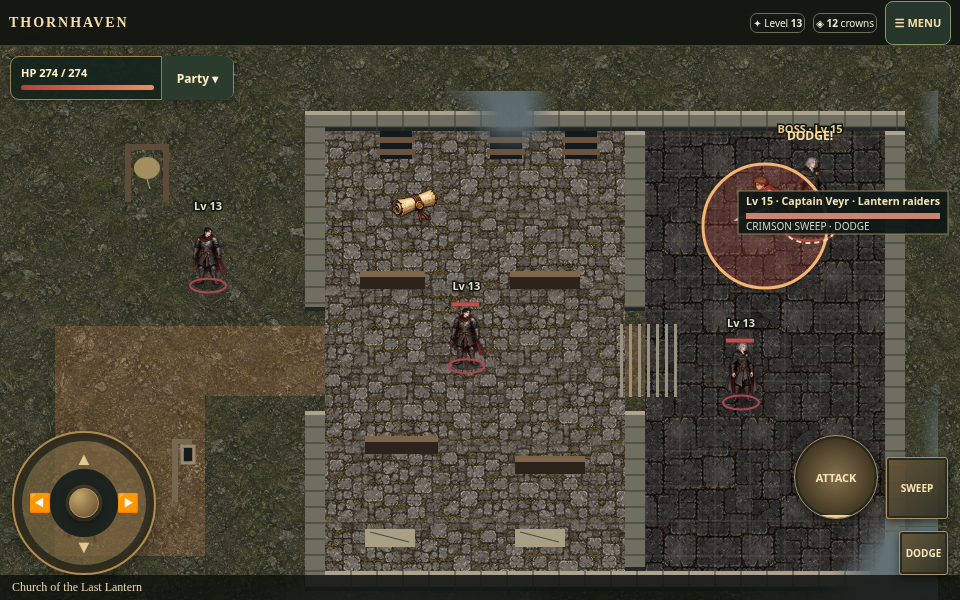 THORNHAVEN
✦ Level 13
◈ 12 crowns
☰ MENU
HP 274 / 274
Party ▾
BOSS · Lv 15
DODGE!
Lv 15 · Captain Veyr · Lantern raiders
CRIMSON SWEEP · DODGE
Lv 13
Lv 13
Lv 13
ATTACK
SWEEP
DODGE
Church of the Last Lantern